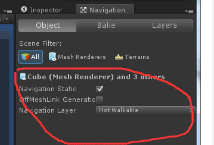 Inspector
Navigation
Object
Bake
Layers
Scene Filter:
All
Mesh Renderers
Terrains
Cube (Mesh Renderer) and 3 others
Navigation Static
OffMeshLink Generatio
Navigation Layer
Not Walkable